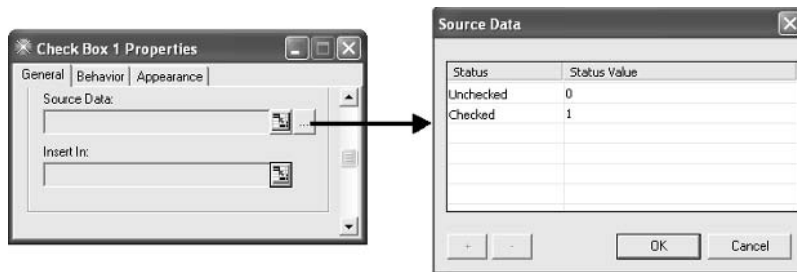 Check Box 1 Properties
General Behavior Appearance
Source Data:
...
Insert In:
Source Data
Status Status Value
Unchecked 0
Checked 1
+ -
OK Cancel